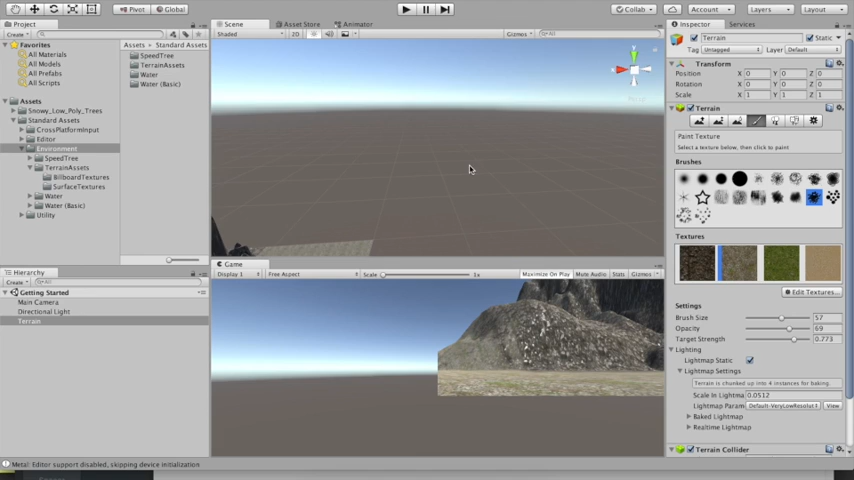 Pivot Global Collab Account Layers Layout
Project
Create
Favorites
All Materials
All Models
All Prefabs
All Scripts
Assets
Snowy_Low_Poly_Trees
Standard Assets
CrossPlatformInput
Editor
Environment
SpeedTree
TerrainAssets
BillboardTextures
SurfaceTextures
Water
Water (Basic)
Utility
Assets ▸ Standard Assets
SpeedTree
TerrainAssets
Water
Water (Basic)
Hierarchy
Create All
Getting Started
Main Camera
Directional Light
Terrain
Scene Asset Store Animator
Shaded 2D Gizmos All
y
Game
Display 1 Free Aspect Scale 1x Maximize On Play Mute Audio Stats Gizmos
Inspector Services
Terrain Static
Tag Untagged Layer Default
Transform
Position X 0 Y 0 Z 0
Rotation X 0 Y 0 Z 0
Scale X 1 Y 1 Z 1
Terrain
Paint Texture
Select a texture below, then click to paint
Brushes
Textures
Edit Textures...
Settings
Brush Size 57
Opacity 69
Target Strength 0.773
Lighting
Lightmap Static
Lightmap Settings
Terrain is chunked up into 4 instances for baking.
Scale In Lightma 0.0512
Lightmap Param Default-VeryLowResolut View
Baked Lightmap
Realtime Lightmap
Terrain Collider
Metal: Editor support disabled, skipping device initialization